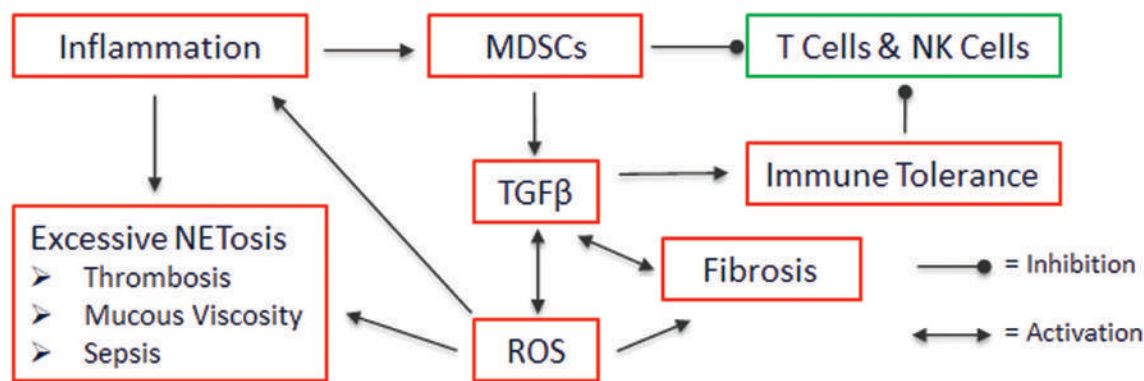 Inflammation
MDSCs
T Cells & NK Cells
TGFβ
Immune Tolerance
Excessive NETosis
➢ Thrombosis
➢ Mucous Viscosity
➢ Sepsis
Fibrosis
ROS
= Inhibition
= Activation